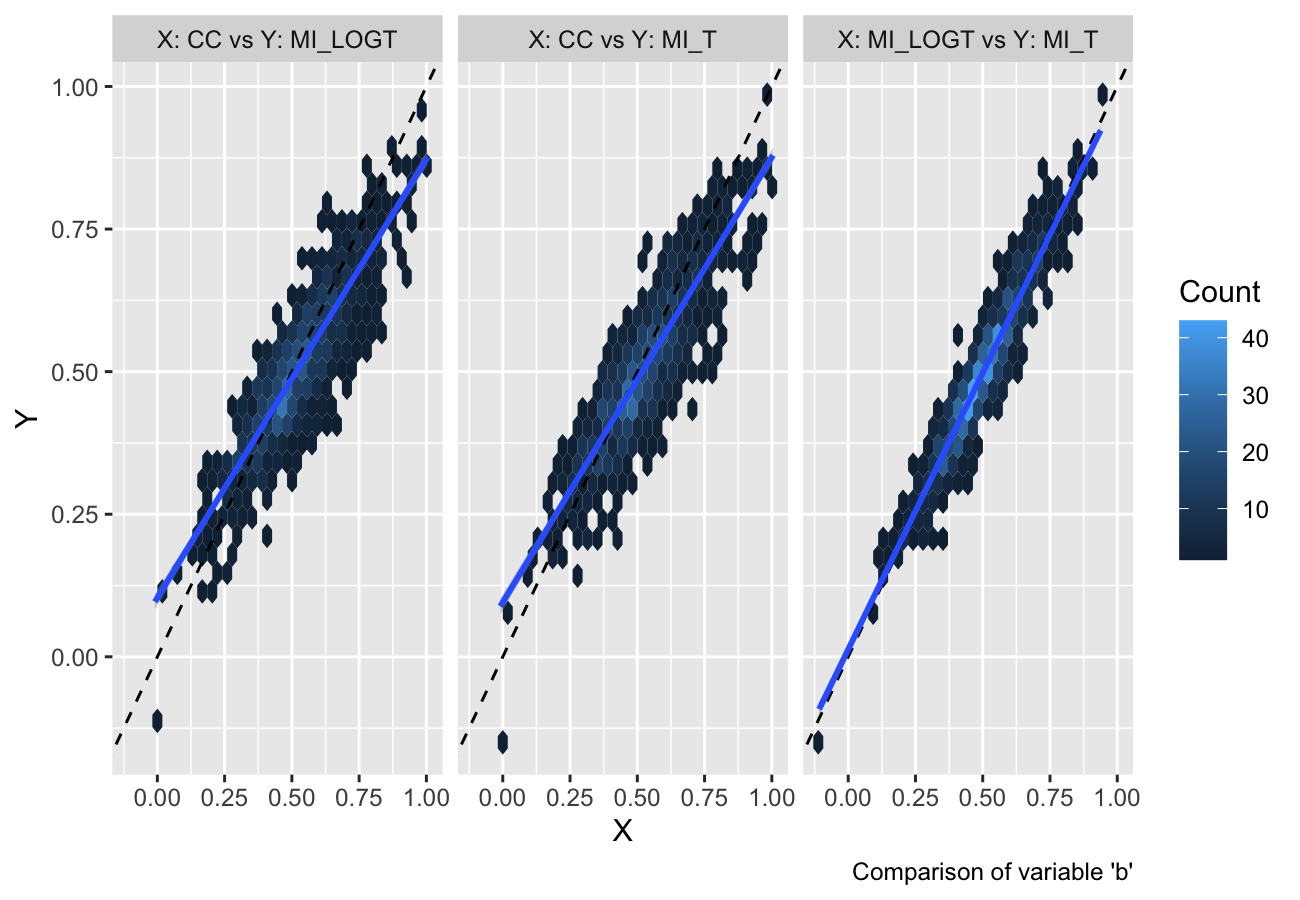 X: CC vs Y: MI_LOGT
X: CC vs Y: MI_T
X: MI_LOGT vs Y: MI_T
1.00
0.75
0.50
0.25
0.00
Y
0.00 0.25 0.50 0.75 1.00
0.00 0.25 0.50 0.75 1.00
0.00 0.25 0.50 0.75 1.00
X
Count
40
30
20
10
Comparison of variable 'b'